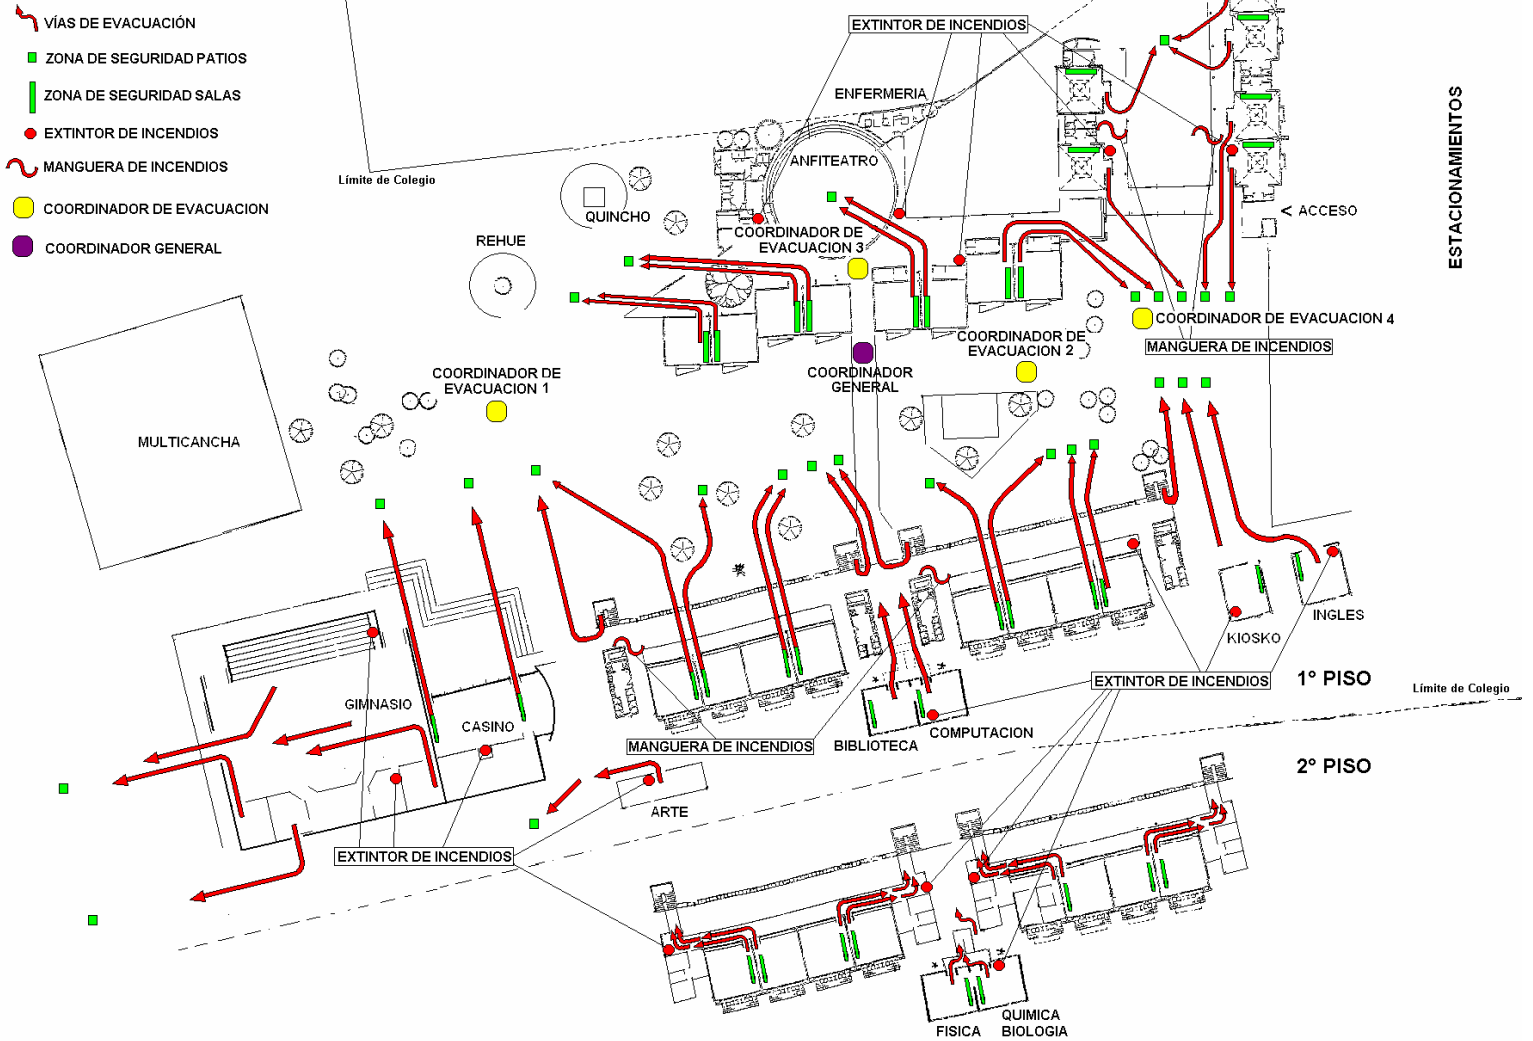 VÍAS DE EVACUACIÓN
ZONA DE SEGURIDAD PATIOS
ZONA DE SEGURIDAD SALAS
EXTINTOR DE INCENDIOS
MANGUERA DE INCENDIOS
COORDINADOR DE EVACUACION
COORDINADOR GENERAL
EXTINTOR DE INCENDIOS
ENFERMERIA
ANFITEATRO
Límite de Colegio
QUINCHO
REHUE
COORDINADOR DE
EVACUACION 3
ESTACIONAMIENTOS
< ACCESO
COORDINADOR DE EVACUACION 4
MANGUERA DE INCENDIOS
COORDINADOR DE
EVACUACION 2
COORDINADOR
GENERAL
COORDINADOR DE
EVACUACION 1
MULTICANCHA
INGLES
KIOSKO
EXTINTOR DE INCENDIOS
1º PISO
Límite de Colegio
GIMNASIO
CASINO
MANGUERA DE INCENDIOS
BIBLIOTECA
COMPUTACION
2º PISO
ARTE
EXTINTOR DE INCENDIOS
FISICA
QUIMICA
BIOLOGIA